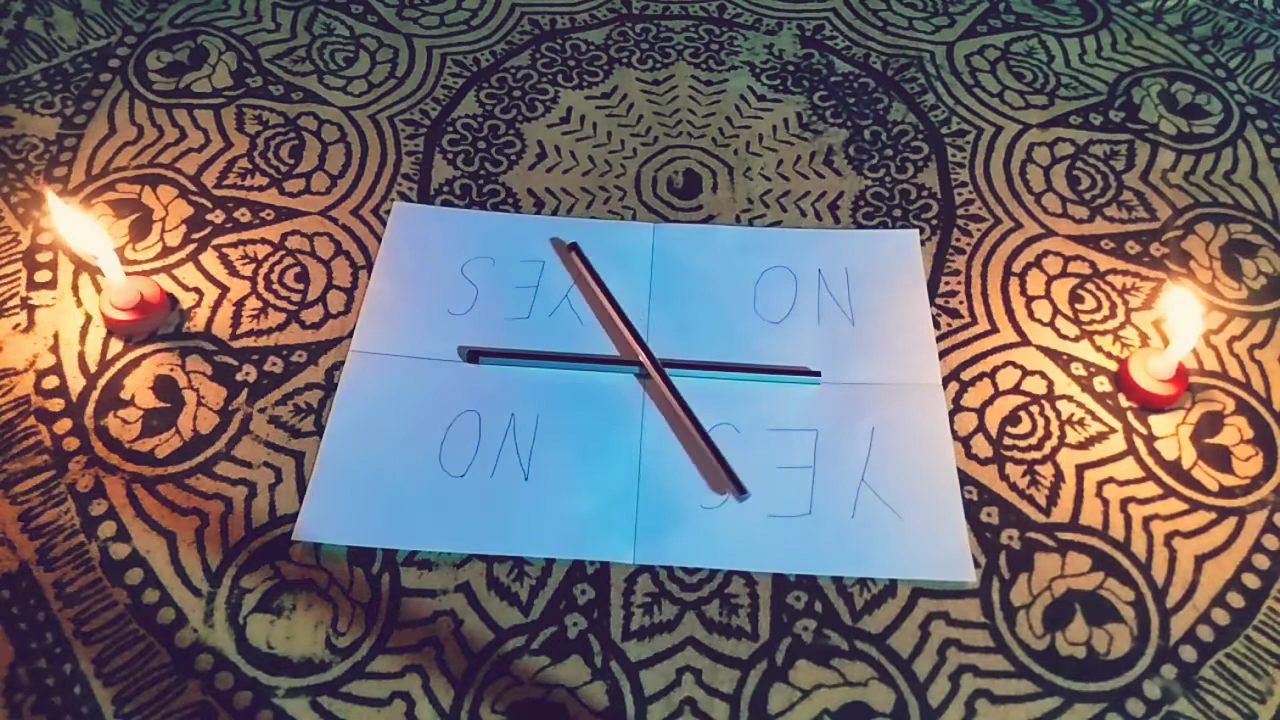 YES NO
NO YES